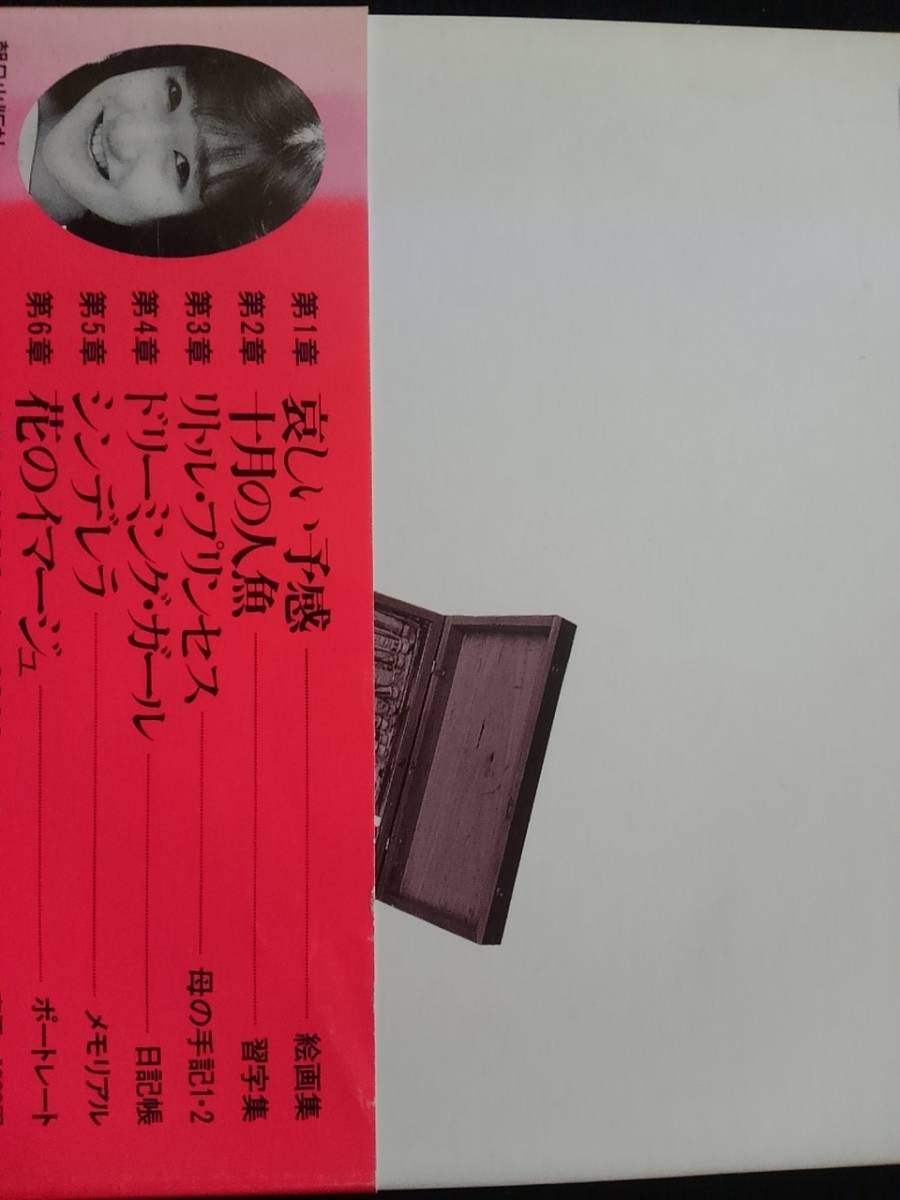 第1章 哀しい予感 絵画集
第2章 十月の人魚 習字集
第3章 リトル・プリンセス 母の手記1・2
第4章 ドリーミング・ガール 日記帳
第5章 シンデレラ メモリアル
第6章 花のイマージュ ポートレート